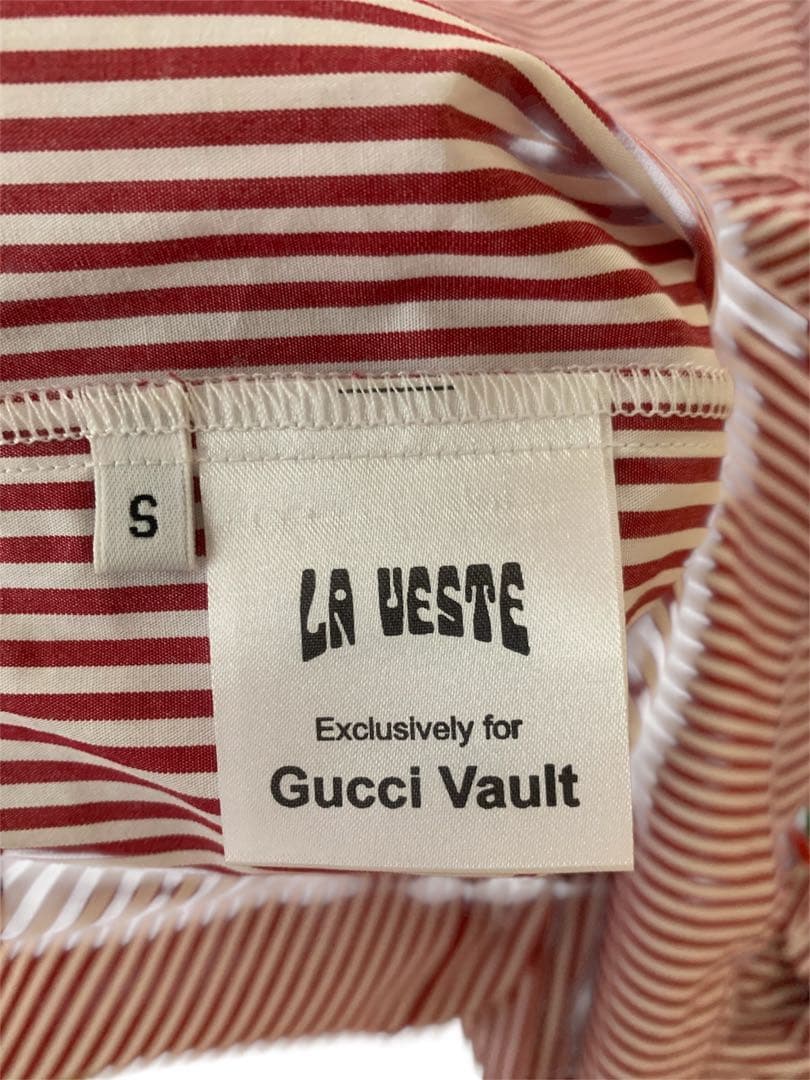 S
LA VESTE
Exclusively for
Gucci Vault